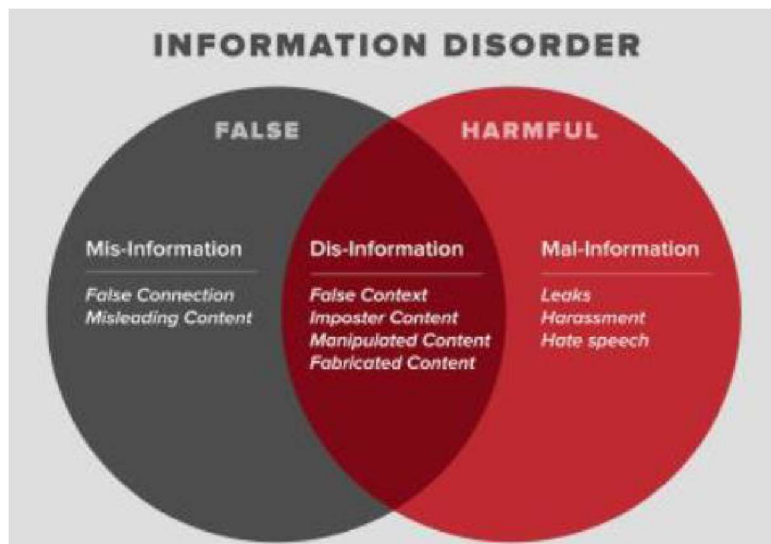 INFORMATION DISORDER
FALSE
HARMFUL
Mis-Information
False Connection
Misleading Content
Dis-Information
False Context
Imposter Content
Manipulated Content
Fabricated Content
Mal-Information
Leaks
Harassment
Hate speech